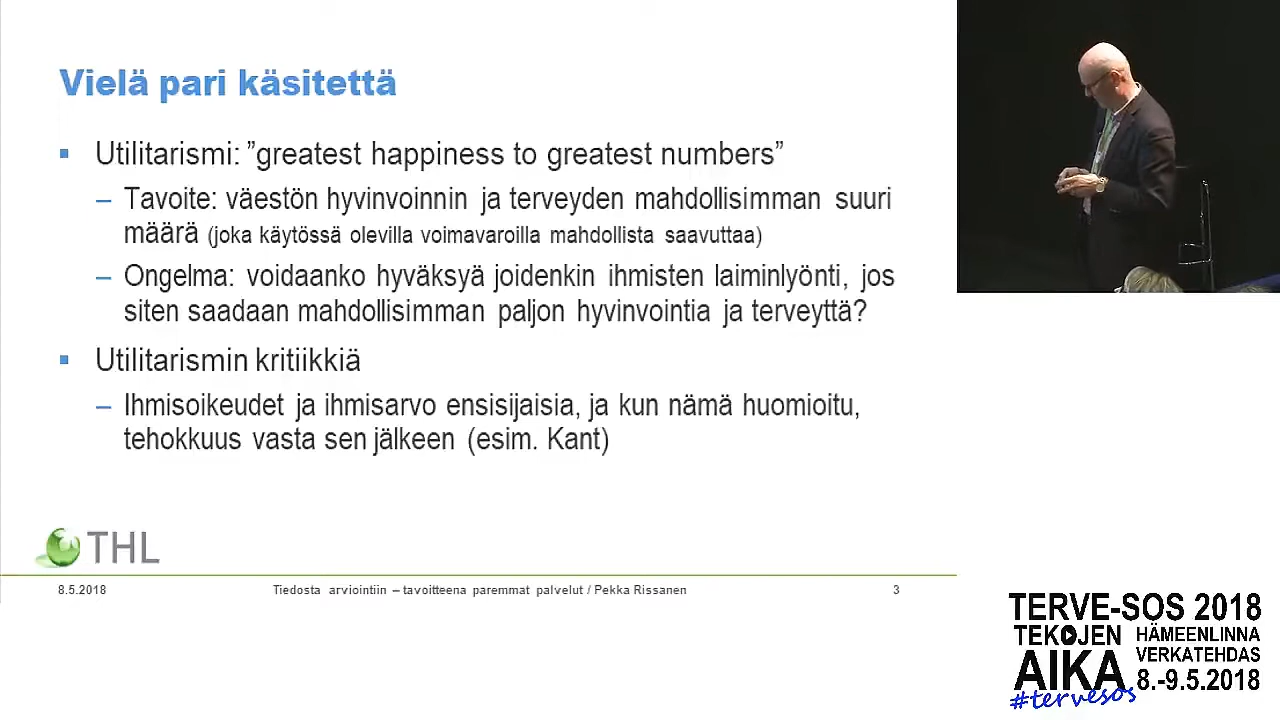 Vielä pari käsitettä
Utilitarismi: ”greatest happiness to greatest numbers”
– Tavoite: väestön hyvinvoinnin ja terveyden mahdollisimman suuri
määrä (joka käytössä olevilla voimavaroilla mahdollista saavuttaa)
– Ongelma: voidaanko hyväksyä joidenkin ihmisten laiminlyönti, jos
siten saadaan mahdollisimman paljon hyvinvointia ja terveyttä?
Utilitarismin kritiikkiä
– Ihmisoikeudet ja ihmisarvo ensisijaisia, ja kun nämä huomioitu,
tehokkuus vasta sen jälkeen (esim. Kant)
THL
8.5.2018 Tiedosta arviointiin – tavoitteena paremmat palvelut / Pekka Rissanen 3
TERVE-SOS 2018
TEKOJEN
AIKA
HÄMEENLINNA
VERKATEHDAS
8.-9.5.2018
#tervesos